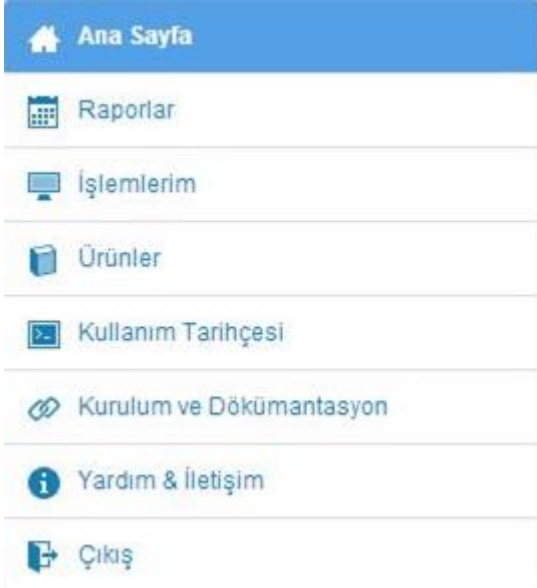 Ana Sayfa
Raporlar
İşlemlerim
Ürünler
Kullanım Tarihçesi
Kurulum ve Dökümantasyon
Yardım & İletişim
Çıkış